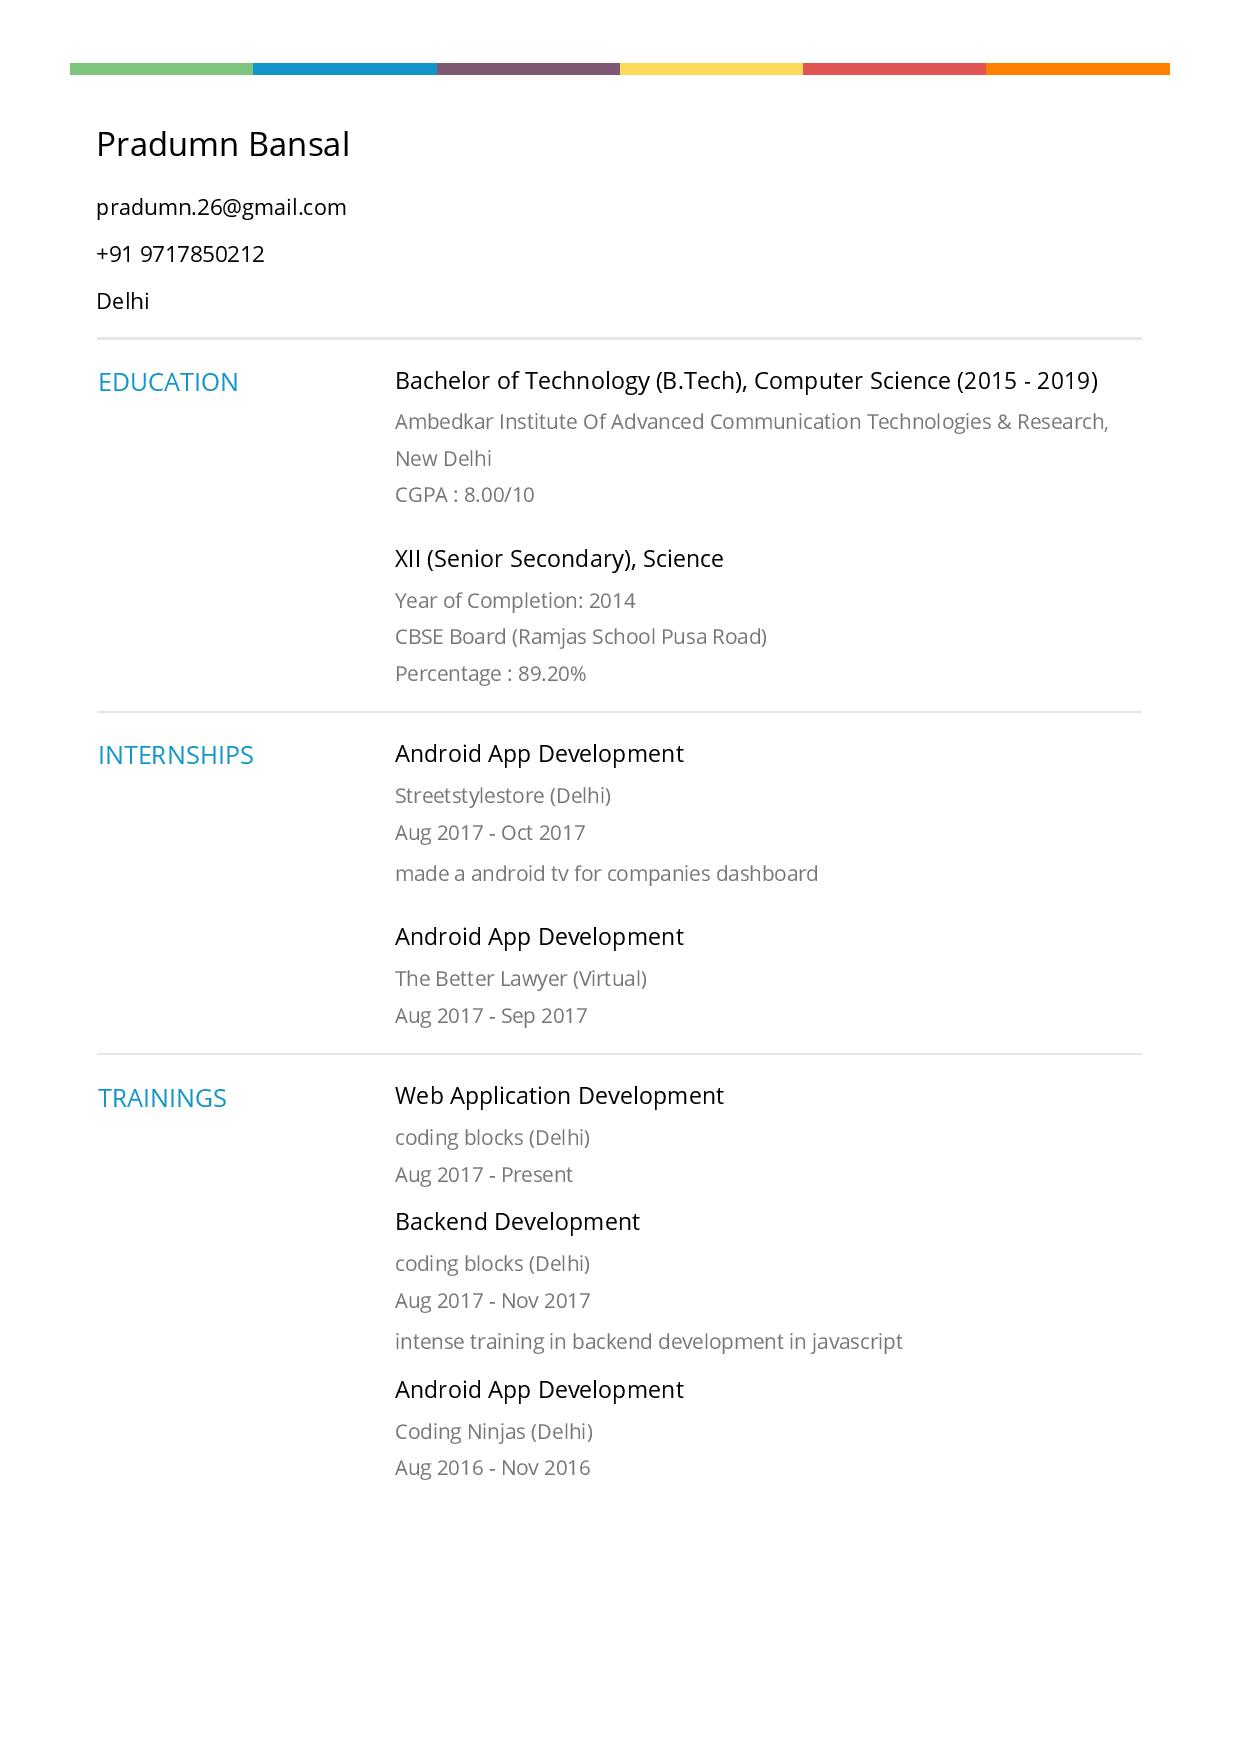 Pradumn Bansal
pradumn.26@gmail.com
+91 9717850212
Delhi
EDUCATION
Bachelor of Technology (B.Tech), Computer Science (2015 - 2019)
Ambedkar Institute Of Advanced Communication Technologies & Research,
New Delhi
CGPA : 8.00/10
XII (Senior Secondary), Science
Year of Completion: 2014
CBSE Board (Ramjas School Pusa Road)
Percentage : 89.20%
INTERNSHIPS
Android App Development
Streetstylestore (Delhi)
Aug 2017 - Oct 2017
made a android tv for companies dashboard
Android App Development
The Better Lawyer (Virtual)
Aug 2017 - Sep 2017
TRAININGS
Web Application Development
coding blocks (Delhi)
Aug 2017 - Present
Backend Development
coding blocks (Delhi)
Aug 2017 - Nov 2017
intense training in backend development in javascript
Android App Development
Coding Ninjas (Delhi)
Aug 2016 - Nov 2016